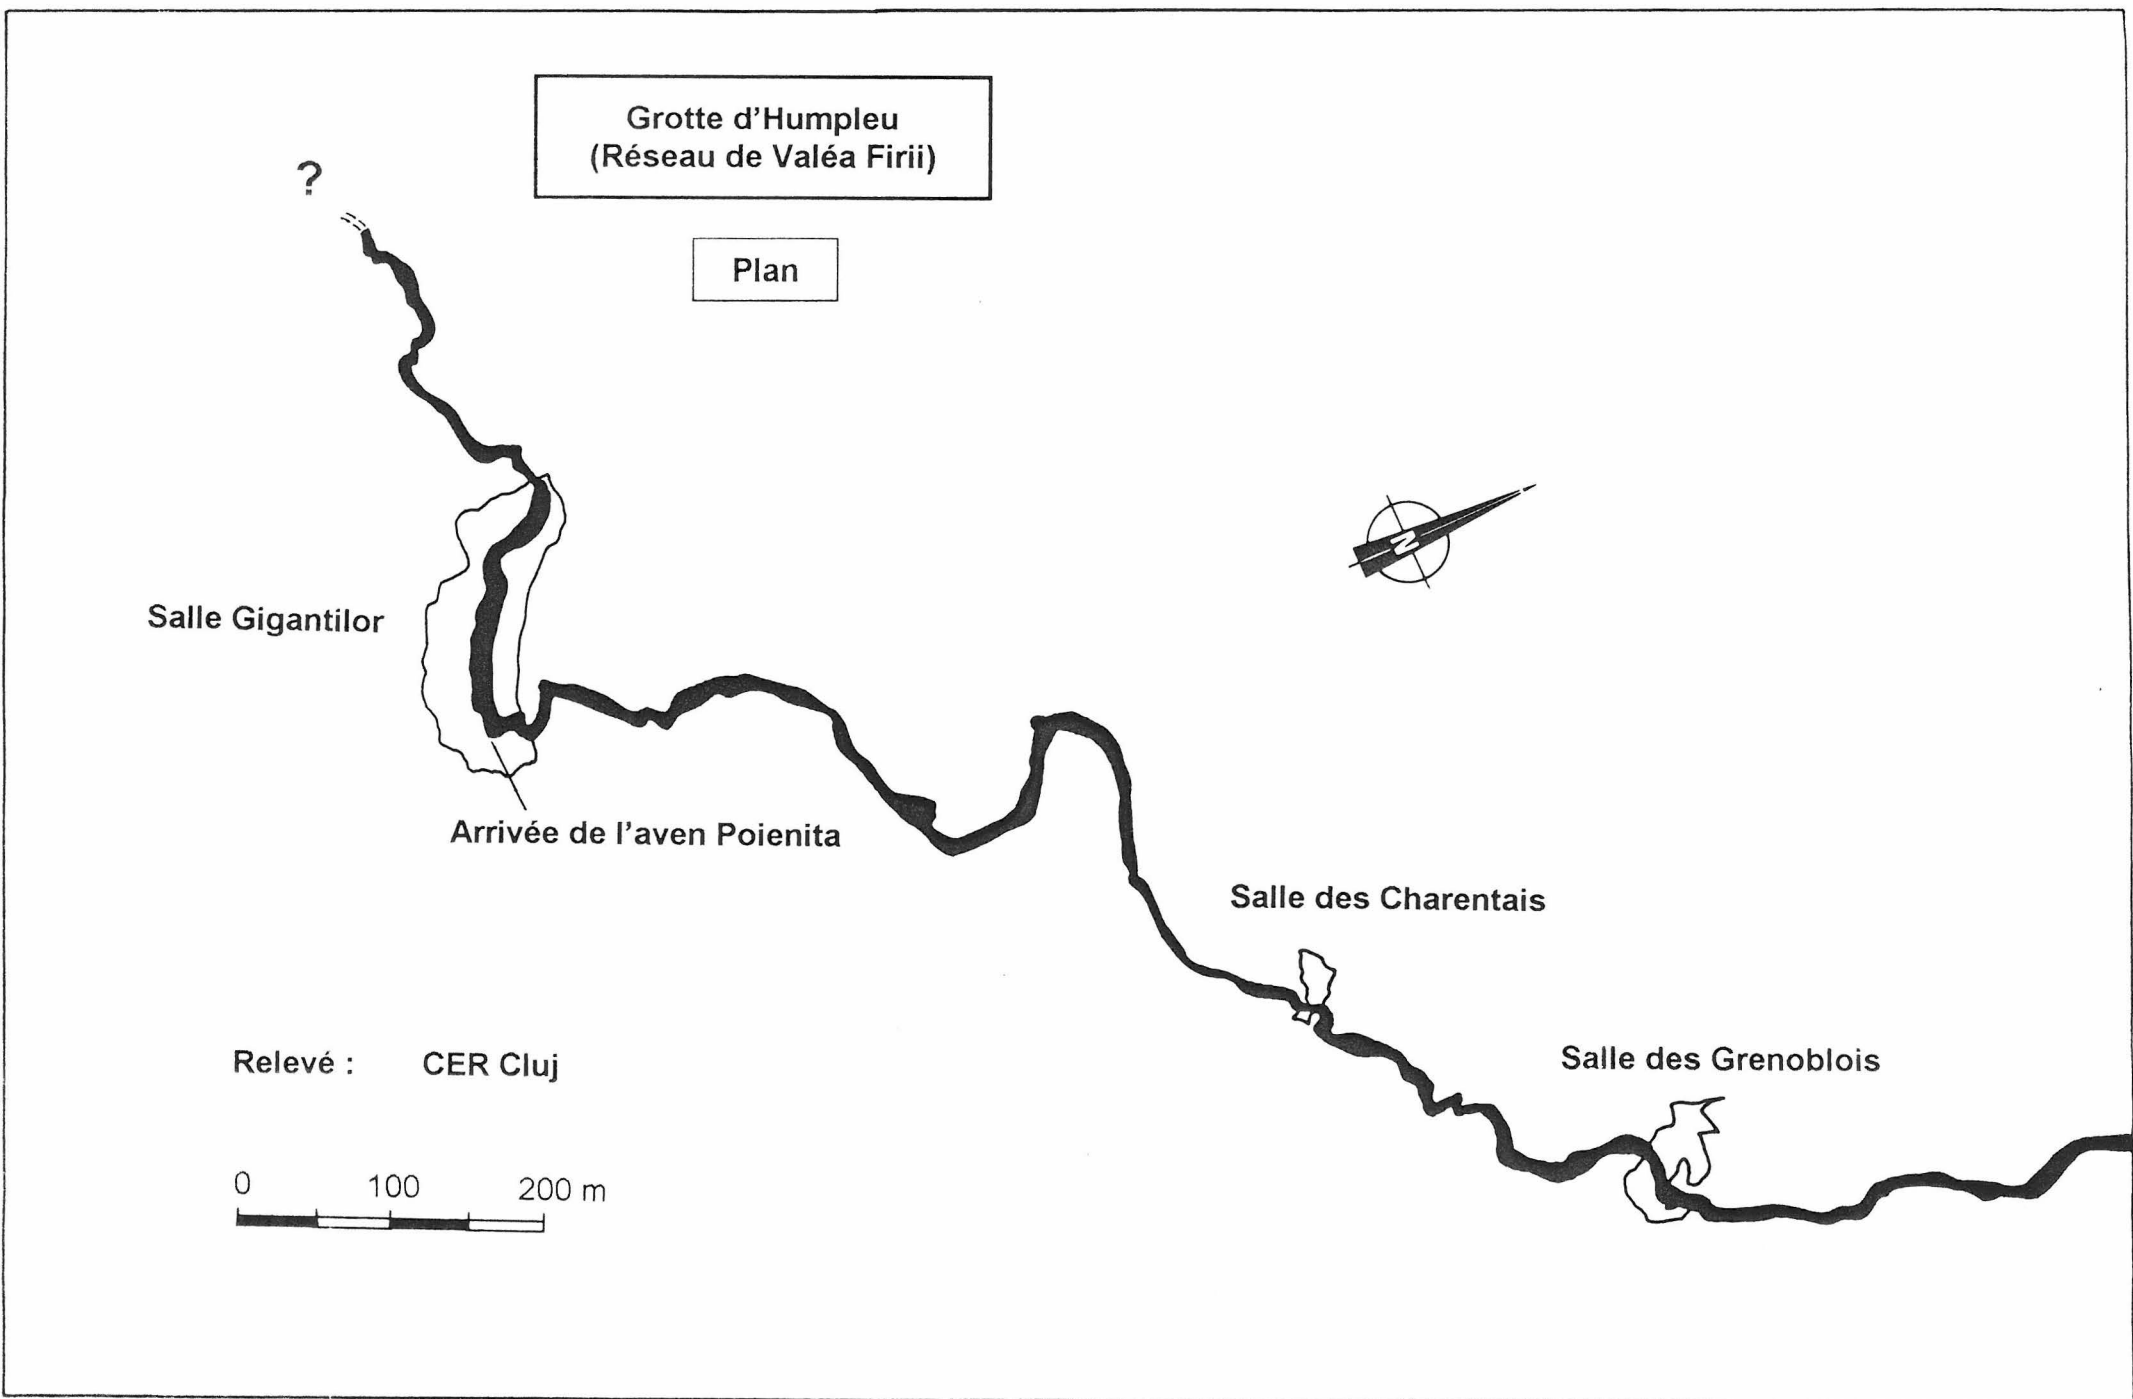 Grotte d'Humpleu
(Réseau de Valéa Firii)
?
Plan
N
Salle Gigantilor
Arrivée de l'aven Poienita
Salle des Charentais
Salle des Grenoblois
Relevé : CER Cluj
0 100 200 m